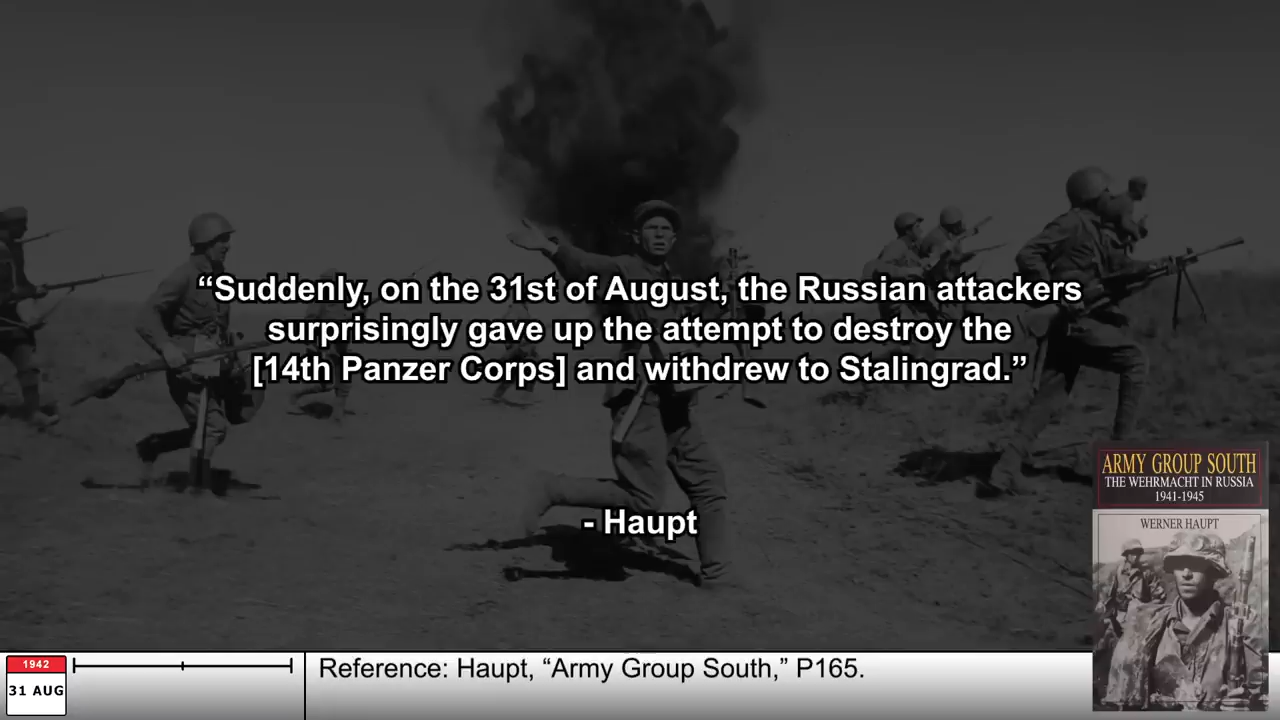 “Suddenly, on the 31st of August, the Russian attackers
surprisingly gave up the attempt to destroy the
[14th Panzer Corps] and withdrew to Stalingrad.”
- Haupt
ARMY GROUP SOUTH
THE WEHRMACHT IN RUSSIA
1941-1945
WERNER HAUPT
1942
31 AUG
Reference: Haupt, “Army Group South,” P165.